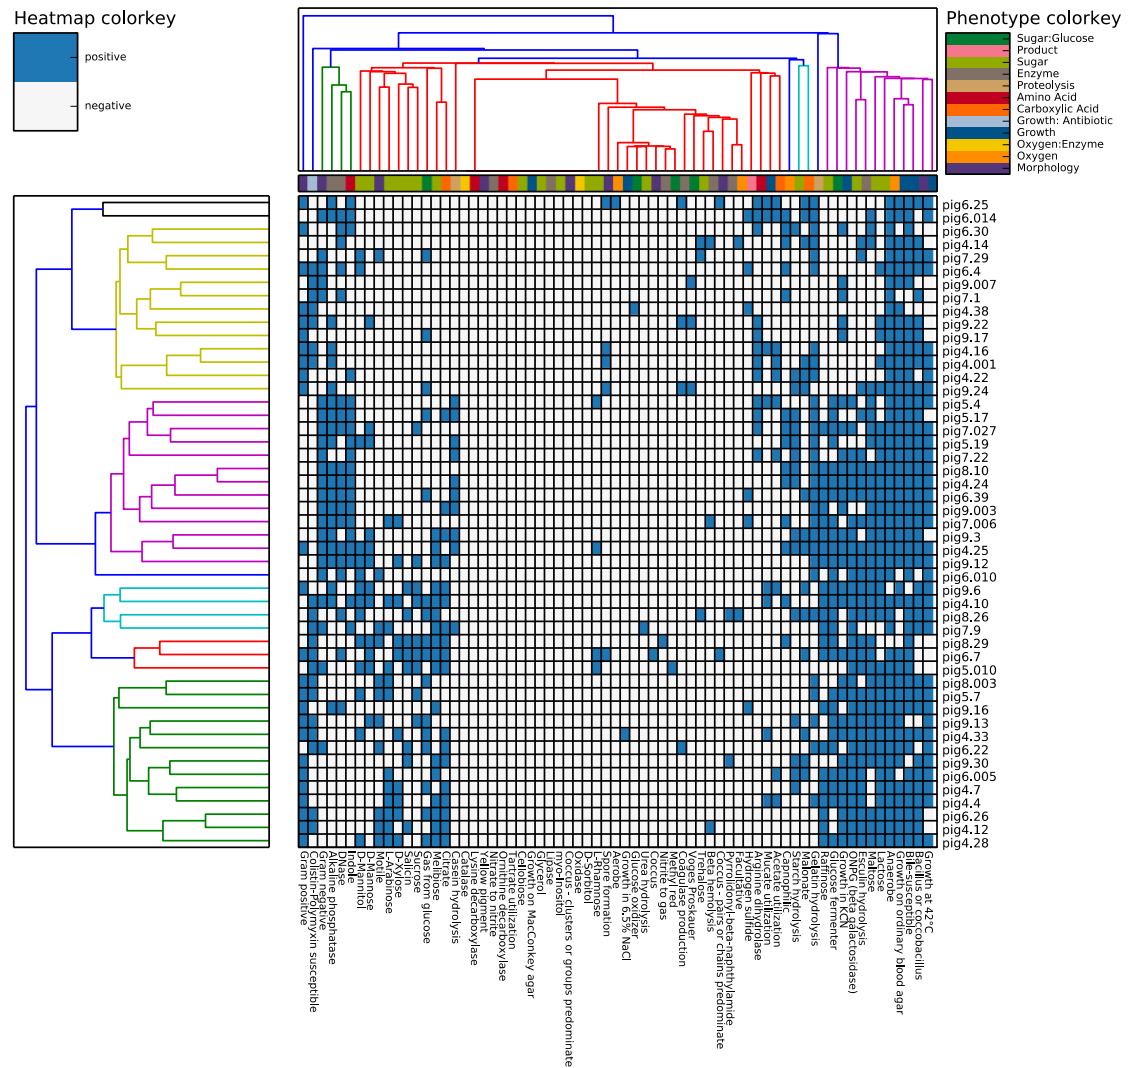 Heatmap colorkey
positive
negative
Phenotype colorkey
Sugar:Glucose
Product
Sugar
Enzyme
Proteolysis
Amino Acid
Carboxylic Acid
Growth: Antibiotic
Growth
Oxygen:Enzyme
Oxygen
Morphology
pig6.25
pig6.014
pig6.30
pig4.14
pig7.29
pig6.4
pig9.007
pig7.1
pig4.38
pig9.22
pig9.17
pig4.16
pig4.001
pig4.22
pig9.24
pig5.4
pig5.17
pig7.027
pig5.19
pig7.22
pig8.10
pig4.24
pig6.39
pig9.003
pig7.006
pig9.3
pig4.25
pig9.12
pig6.010
pig9.6
pig4.10
pig8.26
pig7.9
pig8.29
pig6.7
pig5.010
pig8.003
pig5.7
pig9.16
pig9.13
pig4.33
pig6.22
pig9.30
pig6.005
pig4.7
pig4.4
pig6.26
pig4.12
pig4.28
Gram positive
Colistin-Polymyxin susceptible
Gram negative
Alkaline phosphatase
DNase
Indole
D-Mannitol
D-Mannose
Motile
L-Arabinose
D-Xylose
Salicin
Sucrose
Gas from glucose
Melibiose
Citrate
Casein hydrolysis
Catalase
Lysine decarboxylase
Yellow pigment
Nitrate to nitrite
Ornithine decarboxylase
Tartrate utilization
Cellobiose
Growth on MacConkey agar
Glycerol
Lipase
myo-Inositol
Coccus - clusters or groups predominate
Oxidase
D-Sorbitol
L-Rhamnose
Spore formation
Aerobe
Growth in 6.5% NaCl
Glucose oxidizer
Urea hydrolysis
Coccus
Nitrite to gas
Methyl red
Coagulase production
Voges Proskauer
Trehalose
Beta hemolysis
Coccus - pairs or chains predominate
Pyrrolidonyl-beta-naphthylamide
Facultative
Hydrogen sulfide
Arginine dihydrolase
Mucate utilization
Acetate utilization
Capnophilic
Starch hydrolysis
Malonate
Gelatin hydrolysis
Raffinose
Glucose fermenter
Growth in KCN
ONPG (beta galactosidase)
Esculin hydrolysis
Maltose
Lactose
Anaerobe
Growth on ordinary blood agar
Bile-susceptible
Bacillus or coccobacillus
Growth at 42°C